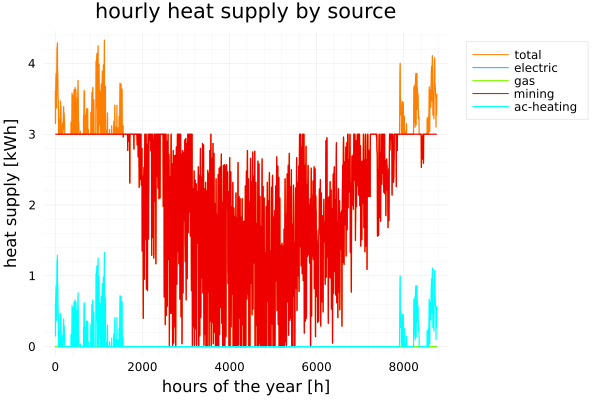 hourly heat supply by source
total
electric
gas
mining
ac-heating
heat supply [kWh]
4
3
2
1
0
0 2000 4000 6000 8000
hours of the year [h]